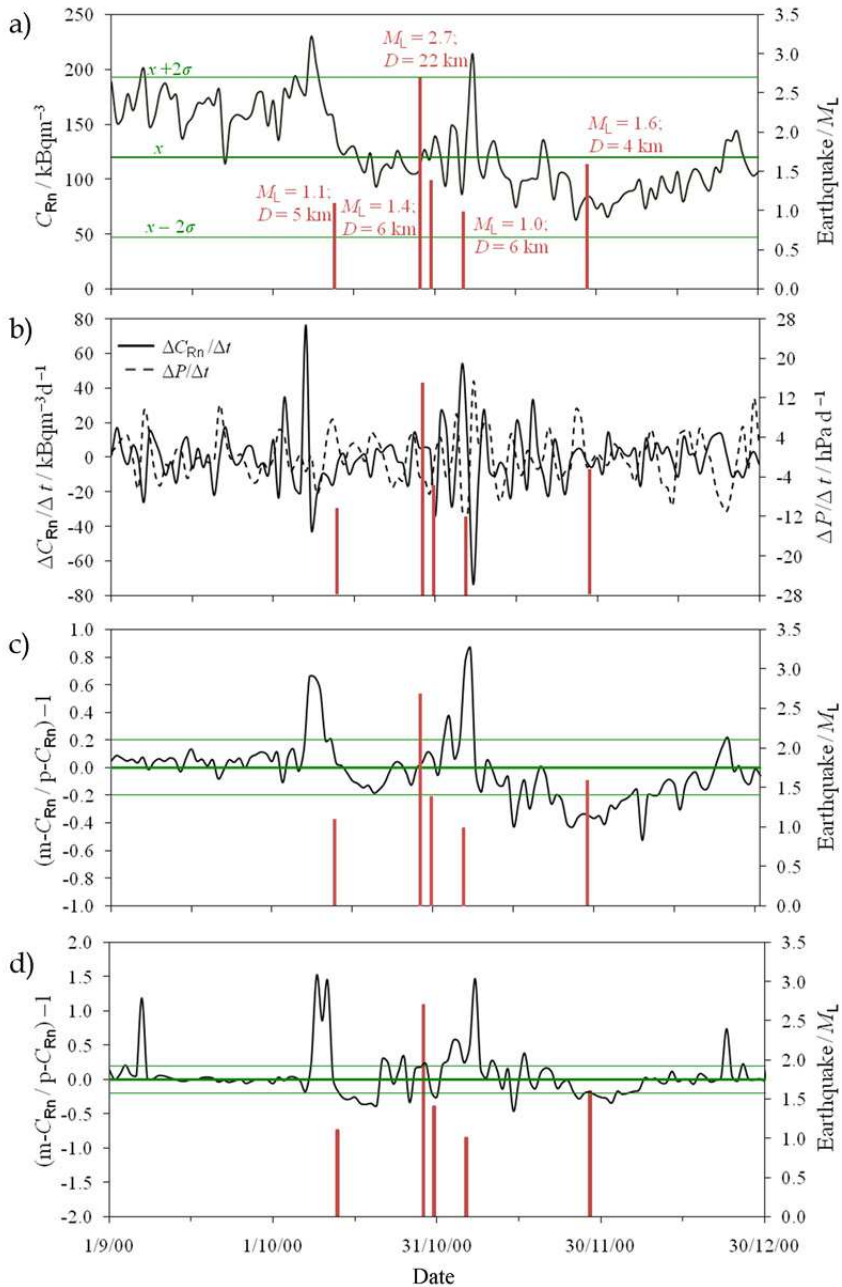 a)
250
200
150
100
50
0
C_Rn / kBqm⁻³
x+2σ
x
x − 2σ
M_L = 2.7;
D = 22 km
M_L = 1.6;
D = 4 km
M_L = 1.1;
D = 5 km
M_L = 1.4;
D = 6 km
M_L = 1.0;
D = 6 km
3.5
3.0
2.5
2.0
1.5
1.0
0.5
0.0
Earthquake / M_L
b)
80
60
40
20
0
-20
-40
-60
-80
ΔC_Rn/Δt / kBqm⁻³d⁻¹
ΔC_Rn/Δt
ΔP/Δt
28
20
12
4
-4
-12
-20
-28
ΔP/Δt / hPa d⁻¹
c)
1.0
0.8
0.6
0.4
0.2
0.0
-0.2
-0.4
-0.6
-0.8
-1.0
(m-C_Rn / p-C_Rn) −1
3.5
3.0
2.5
2.0
1.5
1.0
0.5
0.0
Earthquake / M_L
d)
2.0
1.5
1.0
0.5
0.0
-0.5
-1.0
-1.5
-2.0
(m-C_Rn / p-C_Rn) −1
3.5
3.0
2.5
2.0
1.5
1.0
0.5
0.0
Earthquake / M_L
1/9/00
1/10/00
31/10/00
30/11/00
30/12/00
Date